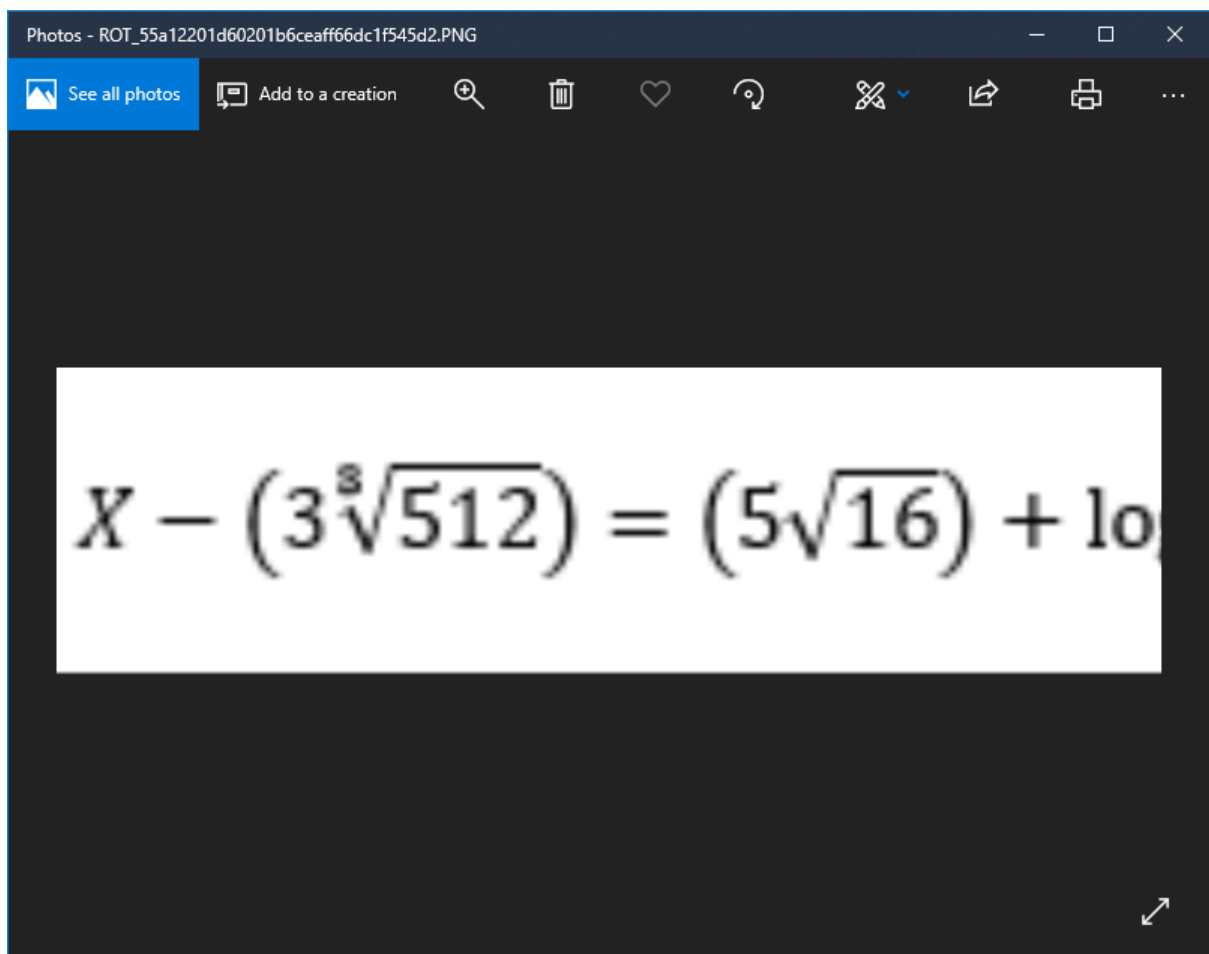 Photos - ROT_55a12201d60201b6ceaff66dc1f545d2.PNG
See all photos Add to a creation
X − (3∛512) = (5√16) + lo